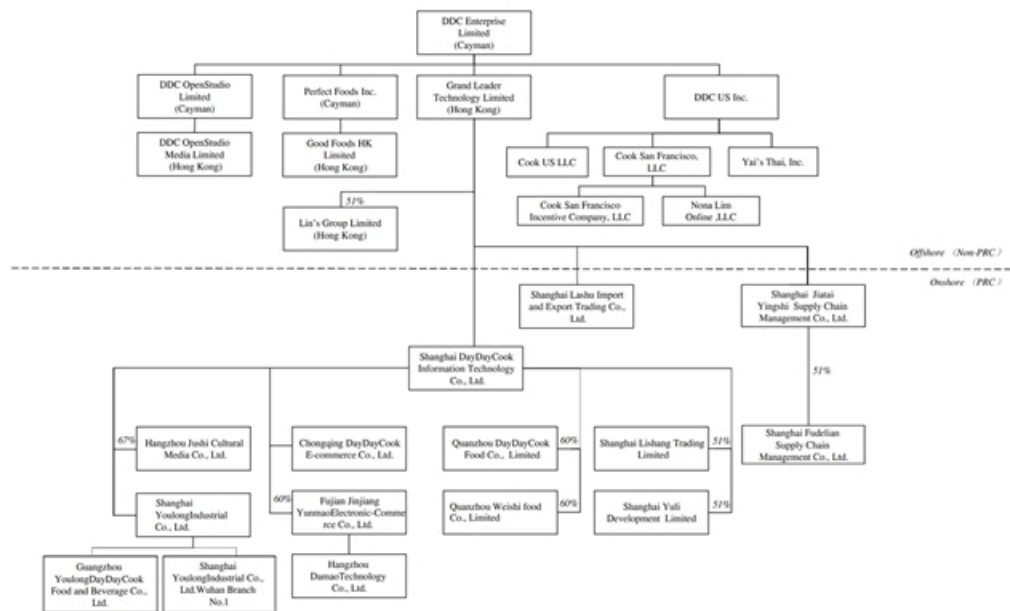 DDC Enterprise
Limited
(Cayman)
DDC OpenStudio
Limited
(Cayman)
Perfect Foods Inc.
(Cayman)
Grand Leader
Technology Limited
(Hong Kong)
DDC US Inc.
DDC OpenStudio
Media Limited
(Hong Kong)
Good Foods HK
Limited
(Hong Kong)
Cook US LLC
Cook San Francisco,
LLC
Yai's Thai, Inc.
51%
Lin's Group Limited
(Hong Kong)
Cook San Francisco
Incentive Company, LLC
Nona Lim
Online ,LLC
Offshore (Non-PRC)
Onshore (PRC)
Shanghai Lashu Import
and Export Trading Co.,
Ltd.
Shanghai Jiatai
Yingshi Supply Chain
Management Co., Ltd.
Shanghai DayDayCook
Information Technology
Co., Ltd.
51%
67%
Hangzhou Jushi Cultural
Media Co., Ltd.
Chongqing DayDayCook
E-commerce Co., Ltd.
Quanzhou DayDayCook
Food Co., Limited
60%
Shanghai Lishang Trading
Limited
51%
Shanghai Fudelian
Supply Chain
Management Co., Ltd.
Shanghai
YoulongIndustrial
Co., Ltd.
60%
Fujian Jinjiang
YunmaoElectronic-Comme
rce Co., Ltd.
Quanzhou Weishi food
Co., Limited
60%
Shanghai Yuli
Development Limited
51%
Guangzhou
YoulongDayDayCook
Food and Beverage Co.,
Ltd.
Shanghai
YoulongIndustrial Co.,
Ltd.Wuhan Branch
No.1
Hangzhou
DamaoTechnology
Co., Ltd.